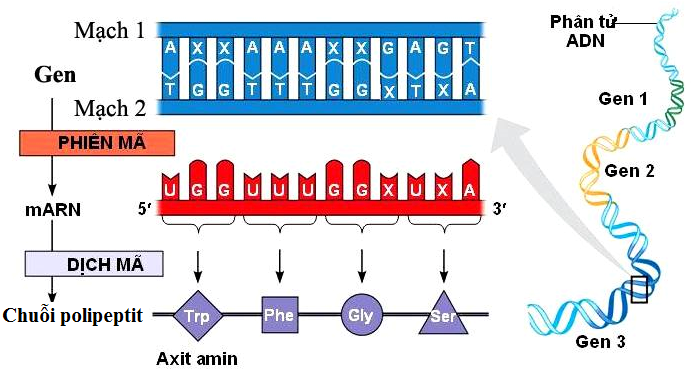 Mạch 1
A X X A A A X X G A G T
T G G T T T G G X T X A
Gen
Mạch 2
PHIÊN MÃ
mARN
U G G U U U G G X U X A
5' 3'
DỊCH MÃ
Chuỗi polipeptit
Trp Phe Gly Ser
Axit amin
Phân tử
ADN
Gen 1
Gen 2
Gen 3